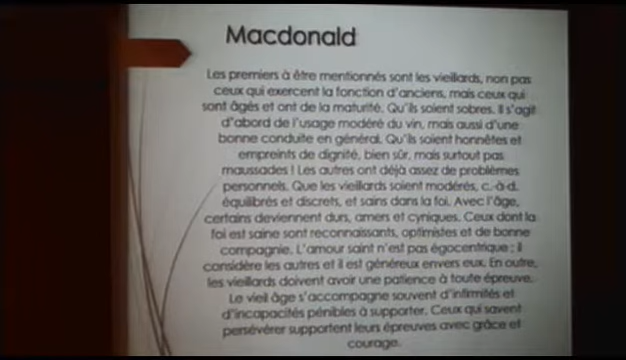 Macdonald
Les premiers à être mentionnés sont les vieillards, non pas
ceux qui exercent la fonction d'anciens, mais ceux qui
sont âgés et ont de la maturité. Qu'ils soient sobres. Il s'agit
d'abord de l'usage modéré du vin, mais aussi d'une
bonne conduite en général. Qu'ils soient honnêtes et
empreints de dignité, bien sûr, mais surtout pas
maussades ! Les autres ont déjà assez de problèmes
personnels. Que les vieillards soient modérés, c.-à-d.
équilibrés et discrets, et sains dans la foi. Avec l'âge,
certains deviennent durs, amers et cyniques. Ceux dont la
foi est saine sont reconnaissants, optimistes et de bonne
compagnie. L'amour saint n'est pas égocentrique ; il
considère les autres et il est généreux envers eux. En outre,
les vieillards doivent avoir une patience à toute épreuve.
Le vieil âge s'accompagne souvent d'infirmités et
d'incapacités pénibles à supporter. Ceux qui savent
persévérer supportent leurs épreuves avec grâce et
courage.